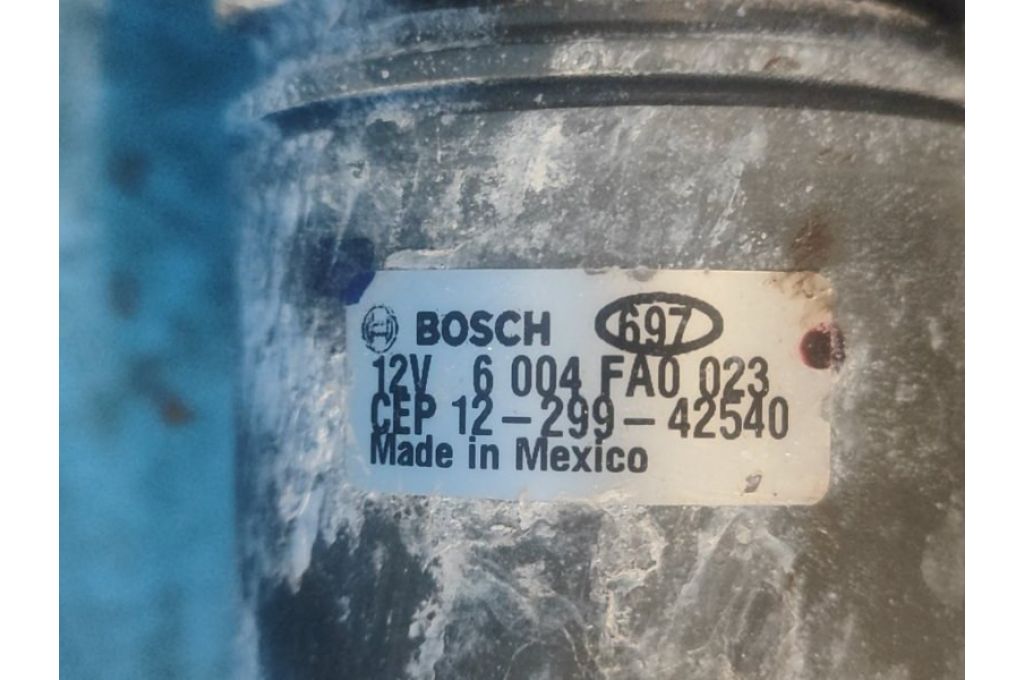 BOSCH 697
12V 6 004 FA0 023
CEP 12-299-42540
Made in Mexico